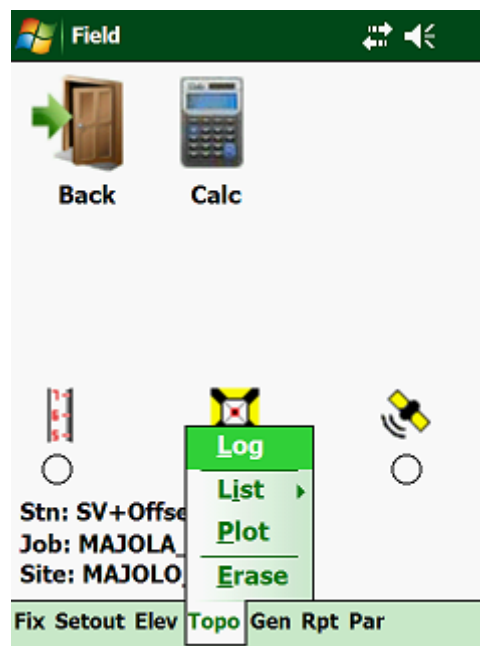 Field
Back Calc
Log
List
Plot
Erase
Stn: SV+Offse
Job: MAJOLA_
Site: MAJOLO_
Fix Setout Elev Topo Gen Rpt Par